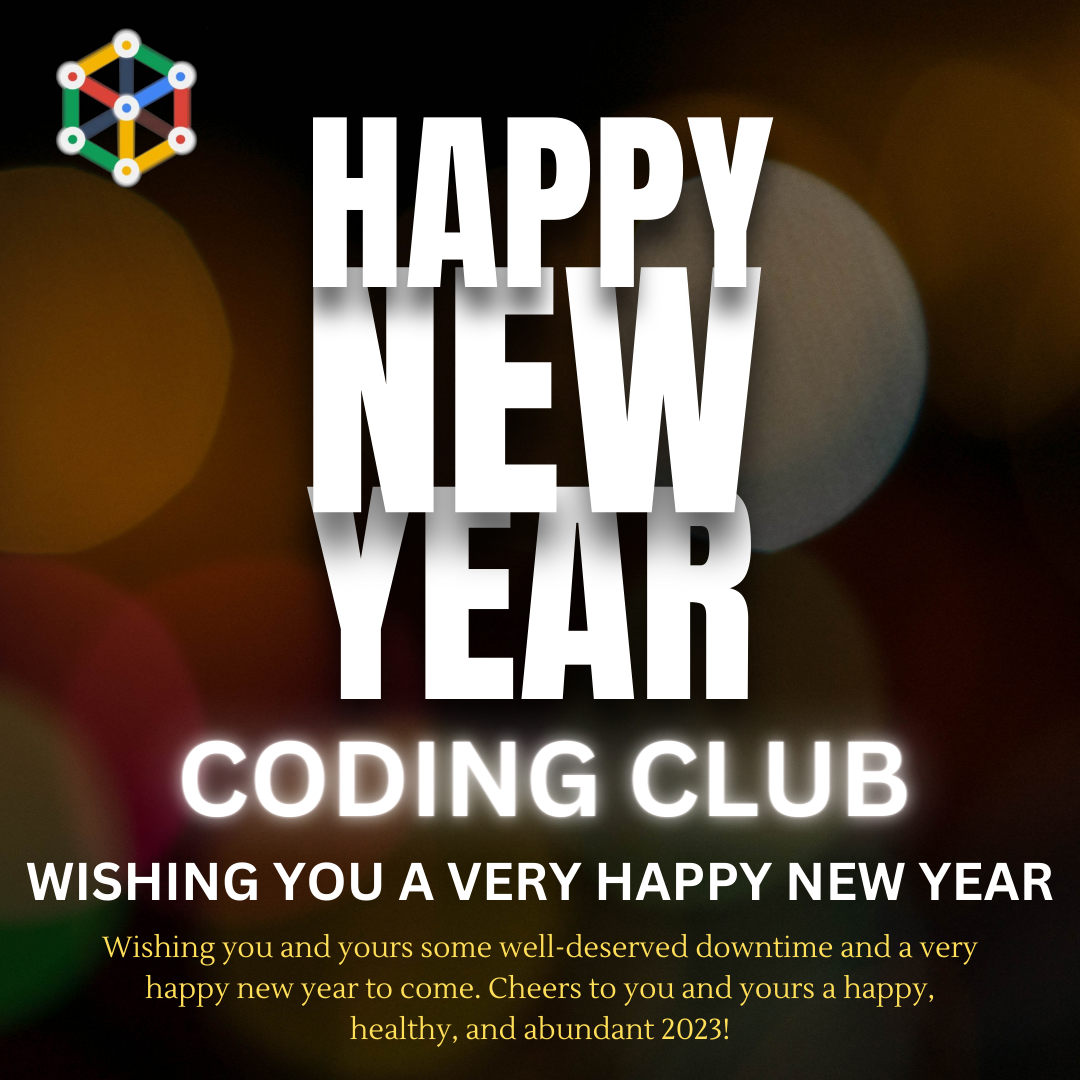 HAPPY
NEW
YEAR
CODING CLUB
WISHING YOU A VERY HAPPY NEW YEAR
Wishing you and yours some well-deserved downtime and a very
happy new year to come. Cheers to you and yours a happy,
healthy, and abundant 2023!